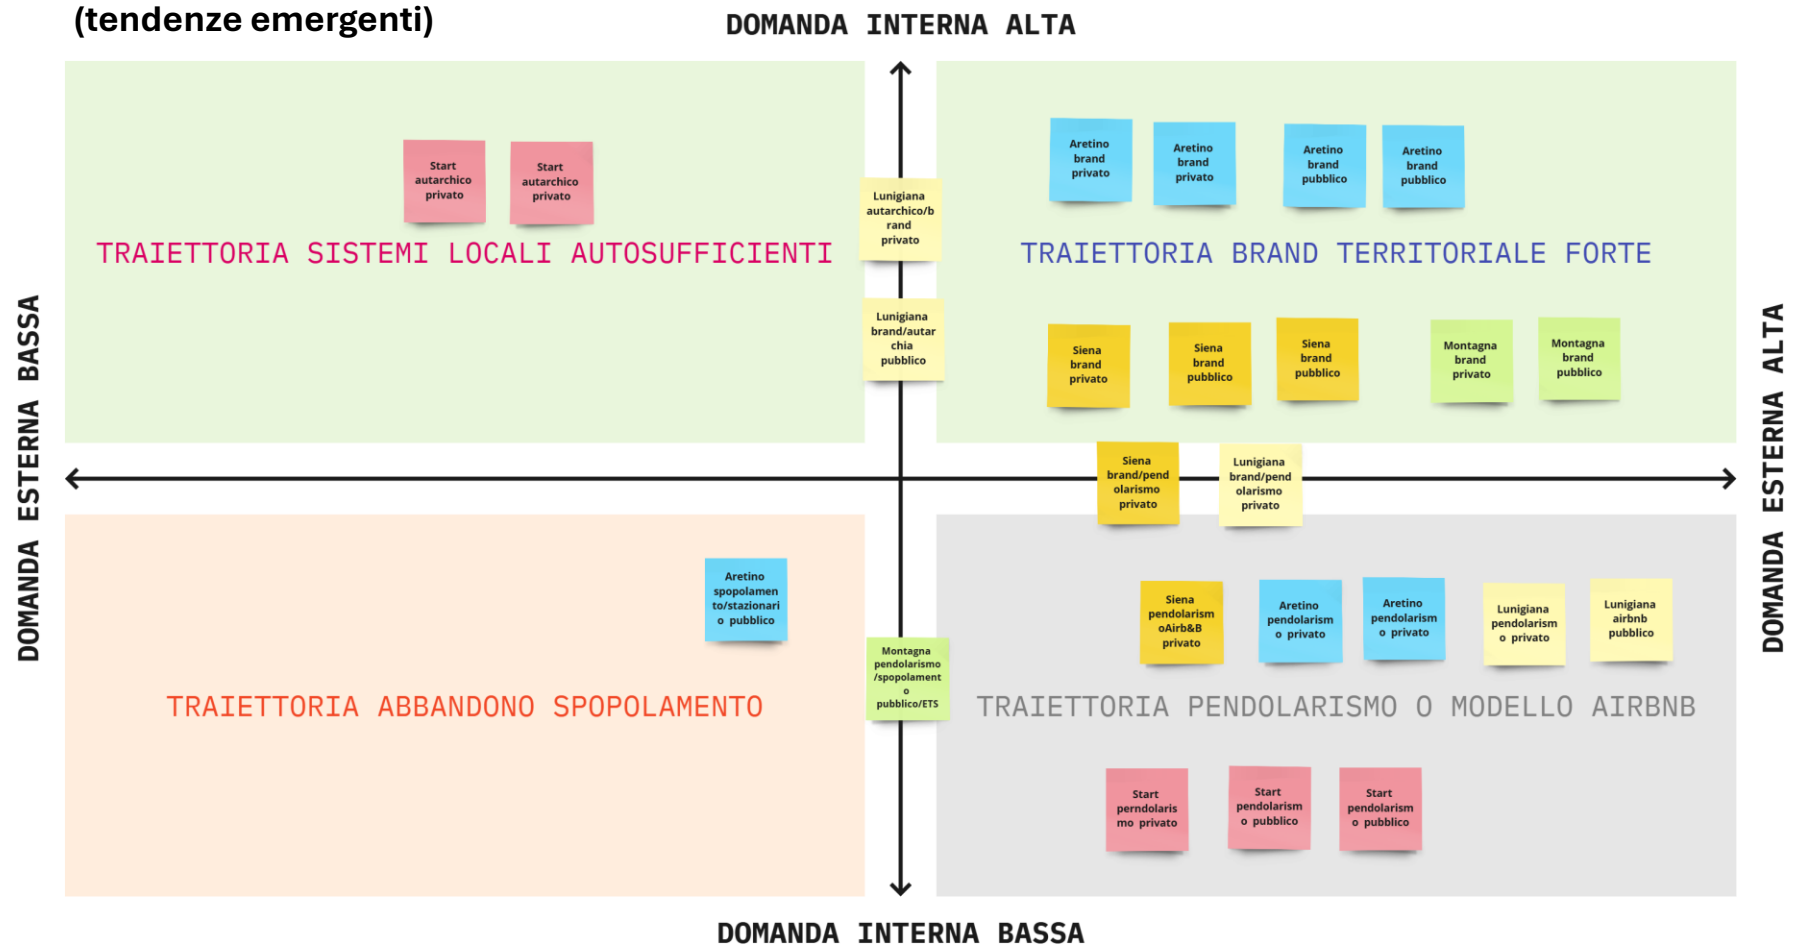 (tendenze emergenti)
DOMANDA INTERNA ALTA
DOMANDA ESTERNA BASSA
Start
autarchico
privato
Start
autarchico
privato
TRAIETTORIA SISTEMI LOCALI AUTOSUFFICIENTI
Lunigiana
autarchico/b
rand
privato
Lunigiana
brand/autar
chia
pubblico
Aretino
brand
privato
Aretino
brand
privato
Aretino
brand
pubblico
Aretino
brand
pubblico
TRAIETTORIA BRAND TERRITORIALE FORTE
Siena
brand
privato
Siena
brand
pubblico
Siena
brand
pubblico
Montagna
brand
privato
Montagna
brand
pubblico
DOMANDA ESTERNA ALTA
Siena
brand/pend
olarismo
privato
Lunigiana
brand/pend
olarismo
privato
Aretino
spopolamen
to/stazionari
o pubblico
TRAIETTORIA ABBANDONO SPOPOLAMENTO
Montagna
pendolarismo
/spopolament
o
pubblico/ETS
Siena
pendolarism
oAirb&B
privato
Aretino
pendolarism
o privato
Aretino
pendolarism
o privato
Lunigiana
pendolarism
o privato
Lunigiana
airbnb
pubblico
TRAIETTORIA PENDOLARISMO O MODELLO AIRBNB
Start
perndolaris
mo privato
Start
pendolarism
o pubblico
Start
pendolarism
o pubblico
DOMANDA INTERNA BASSA